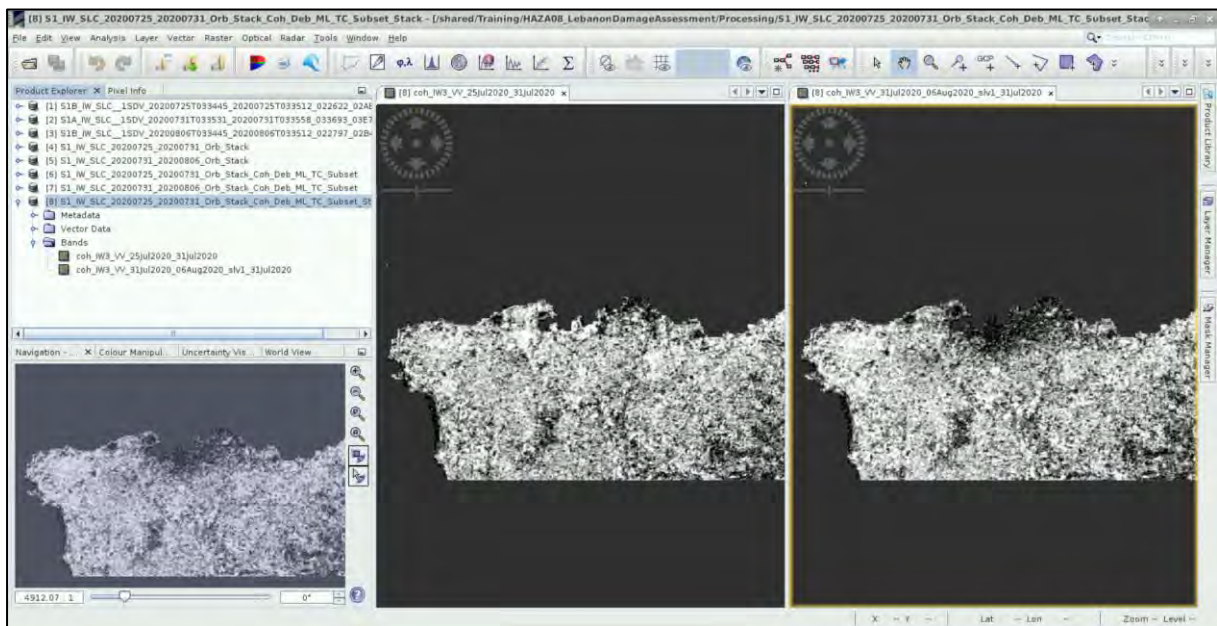 [8] S1_IW_SLC_20200725_20200731_Orb_Stack_Coh_Deb_ML_TC_Subset_Stack - [/shared/Training/HAZA08_LebanonDamageAssessment/Processing/S1_IW_SLC_20200725_20200731_Orb_Stack_Coh_Deb_ML_TC_Subset_Stac
File Edit View Analysis Layer Vector Raster Optical Radar Tools Window Help
Product Explorer Pixel Info
[8] coh_IW3_VV_25Jul2020_31Jul2020
[8] coh_IW3_VV_31Jul2020_06Aug2020_slv1_31Jul2020
[1] S1B_IW_SLC__1SDV_20200725T033445_20200725T033512_022622_02AE
[2] S1A_IW_SLC__1SDV_20200731T033531_20200731T033558_033693_03E7
[3] S1B_IW_SLC__1SDV_20200806T033445_20200806T033512_022797_02B4
[4] S1_IW_SLC_20200725_20200731_Orb_Stack
[5] S1_IW_SLC_20200731_20200806_Orb_Stack
[6] S1_IW_SLC_20200725_20200731_Orb_Stack_Coh_Deb_ML_TC_Subset
[7] S1_IW_SLC_20200731_20200806_Orb_Stack_Coh_Deb_ML_TC_Subset
[8] S1_IW_SLC_20200725_20200731_Orb_Stack_Coh_Deb_ML_TC_Subset_St
Metadata
Vector Data
Bands
coh_IW3_VV_25Jul2020_31Jul2020
coh_IW3_VV_31Jul2020_06Aug2020_slv1_31Jul2020
Product Library
Layer Manager
Mask Manager
Navigation - ... Colour Manipul... Uncertainty Vis... World View
4912.07 : 1
0°
X -- Y -- Lat -- Lon -- Zoom -- Level --